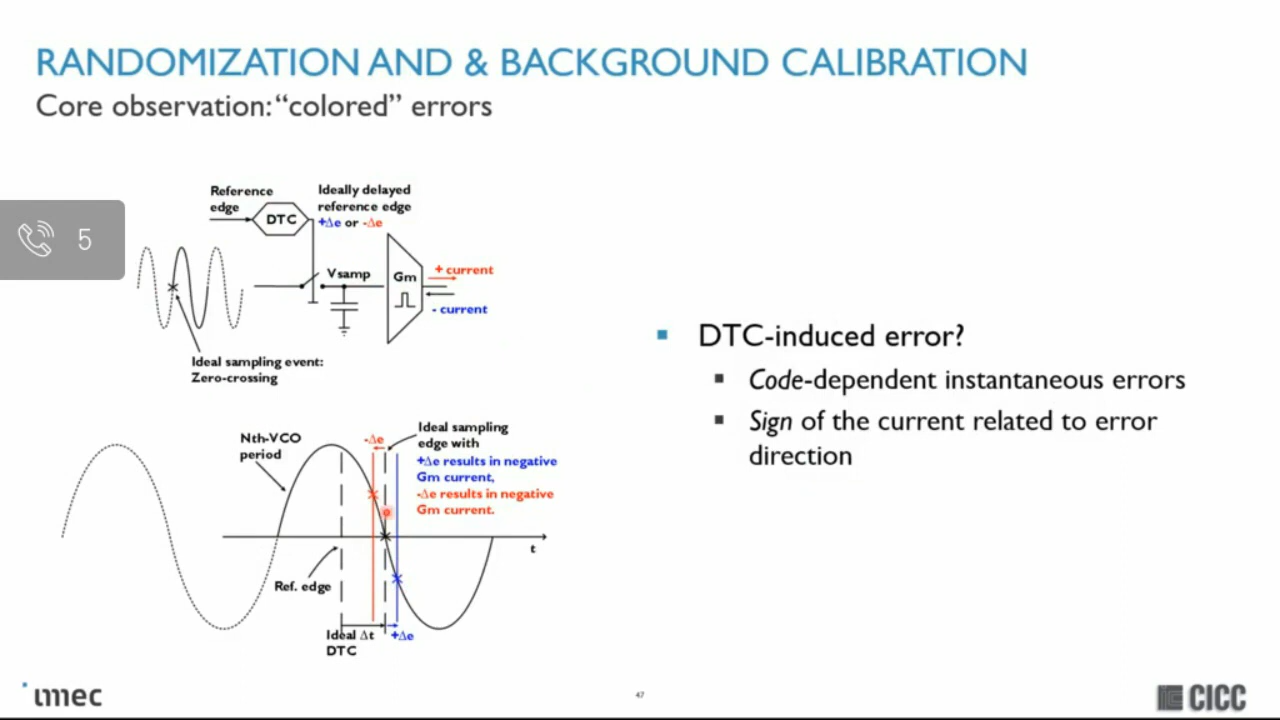 RANDOMIZATION AND & BACKGROUND CALIBRATION
Core observation: “colored” errors
Reference
edge
DTC
Ideally delayed
reference edge
+Δe or -Δe
5
Vsamp
Gm
+ current
- current
Ideal sampling event:
Zero-crossing
DTC-induced error?
Code-dependent instantaneous errors
Sign of the current related to error
direction
Nth-VCO
period
-Δe
Ideal sampling
edge with
+Δe results in negative
Gm current,
-Δe results in negative
Gm current.
t
Ref. edge
Ideal Δt
DTC
+Δe
imec
47
CICC